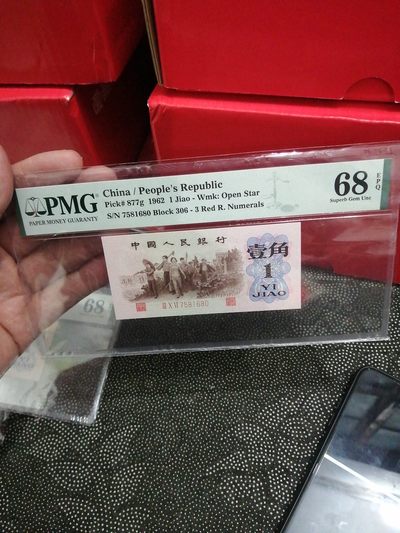 PMG
PAPER MONEY GUARANTY
China / People's Republic
Pick# 877g 1962 1 Jiao - Wmk: Open Star
S/N 7581680 Block 306 - 3 Red R. Numerals
68 EPQ
Superb Gem Unc
中國人民銀行
壹角
1
YI
JIAO
7581680
68